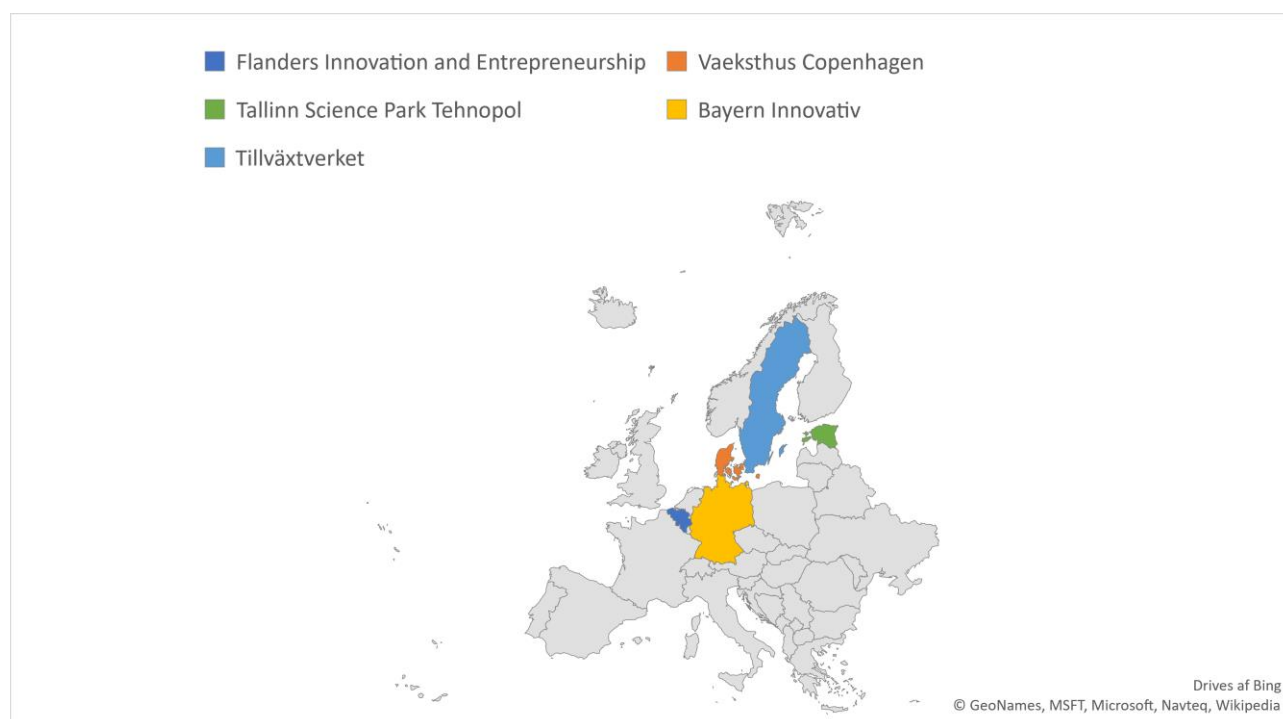 Flanders Innovation and Entrepreneurship
Vaeksthus Copenhagen
Tallinn Science Park Tehnopol
Bayern Innovativ
Tillväxtverket
Drives af Bing
© GeoNames, MSFT, Microsoft, Navteq, Wikipedia